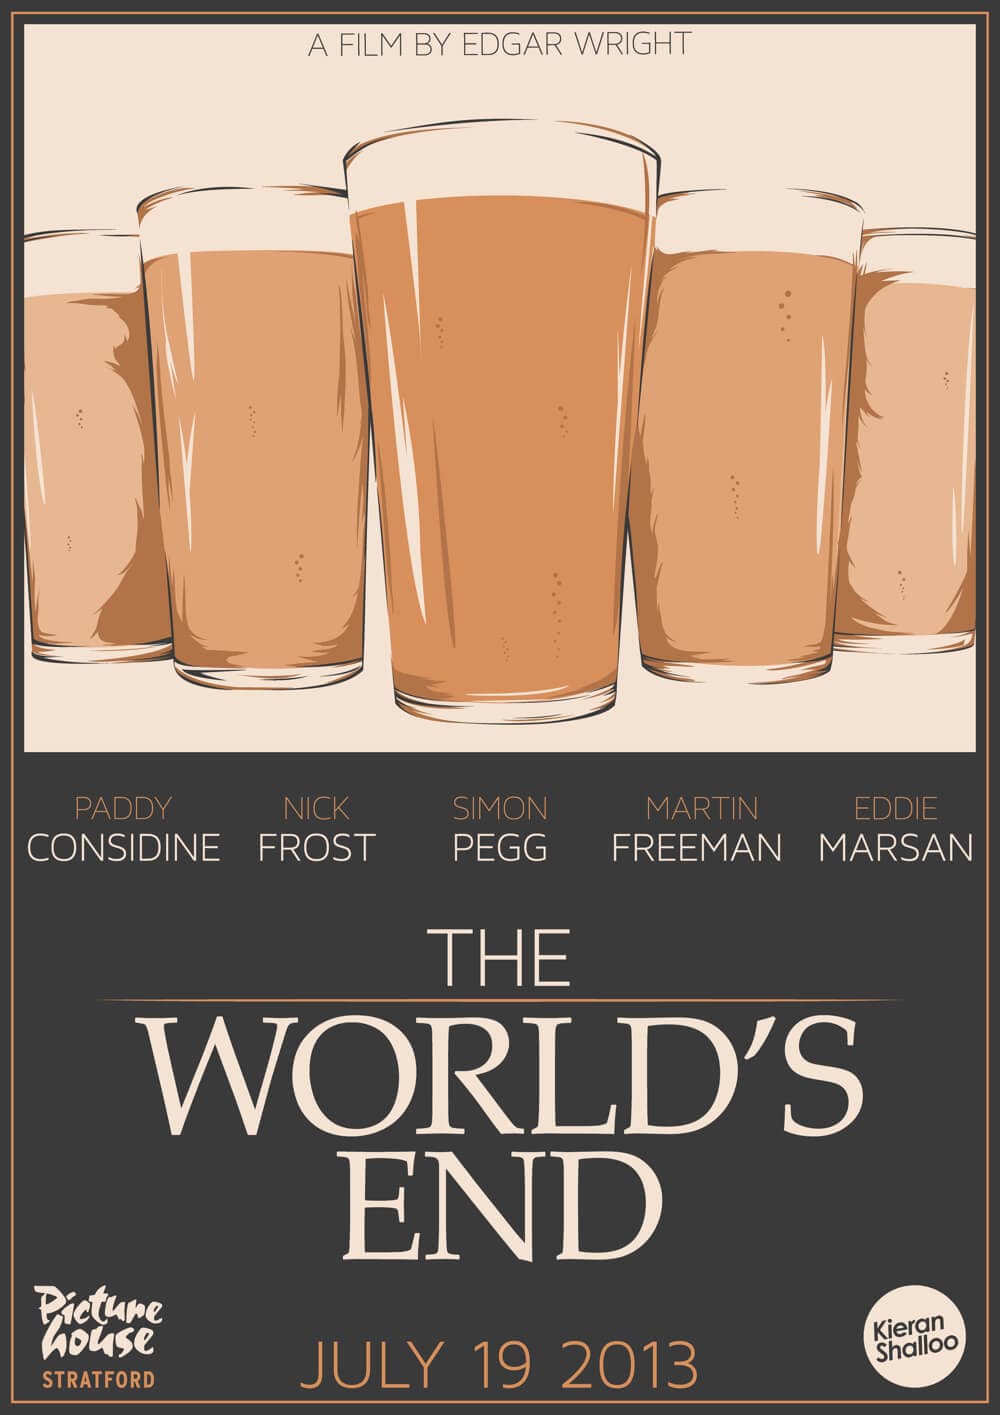 A FILM BY EDGAR WRIGHT
PADDY CONSIDINE
NICK FROST
SIMON PEGG
MARTIN FREEMAN
EDDIE MARSAN
THE
WORLD'S
END
Picture
house
STRATFORD
JULY 19 2013
Kieran
Shalloo